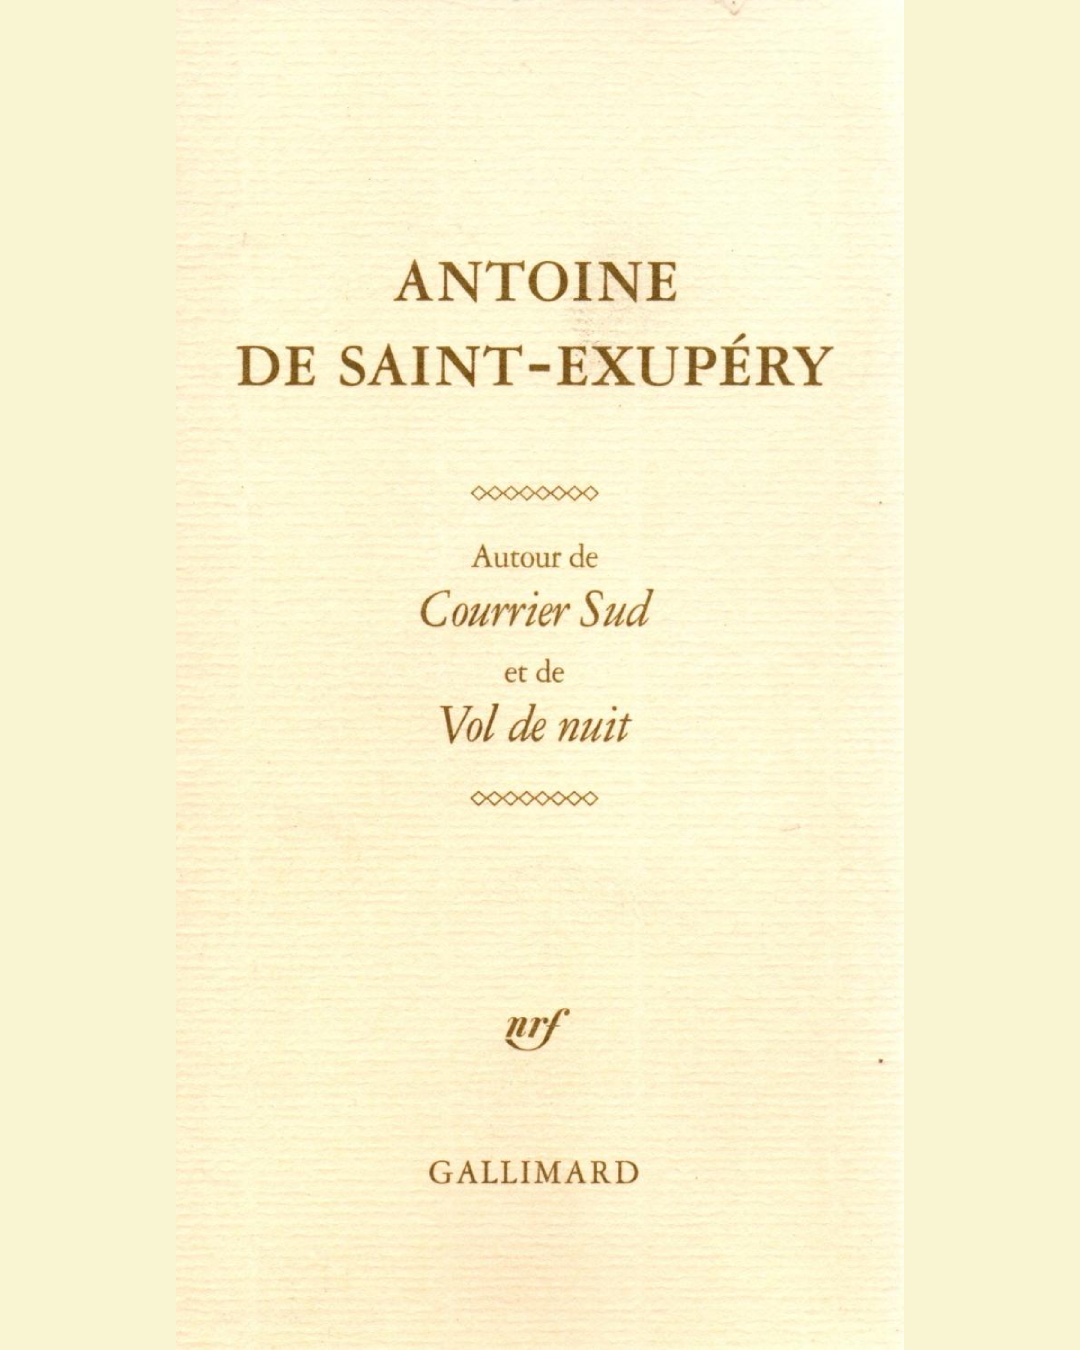 ANTOINE
DE SAINT-EXUPÉRY
Autour de
Courrier Sud
et de
Vol de nuit
nrf
GALLIMARD